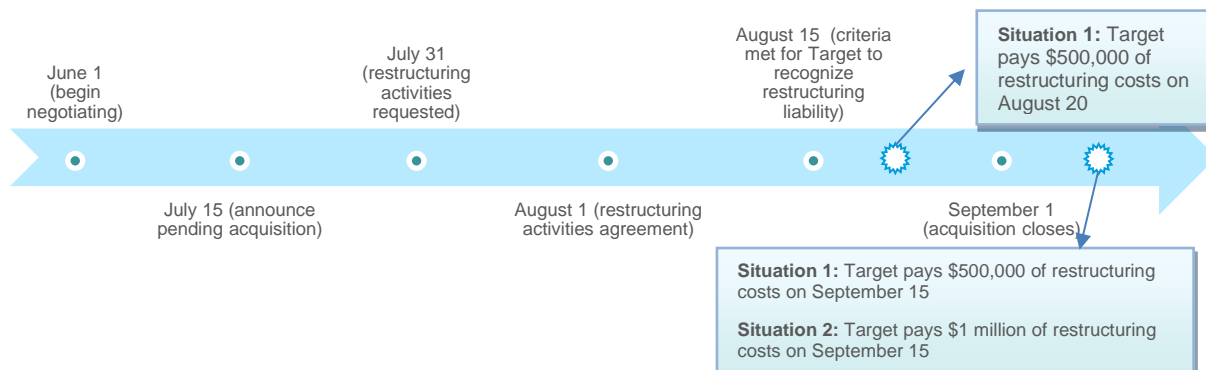 June 1
(begin
negotiating)
July 31
(restructuring
activities
requested)
August 15 (criteria
met for Target to
recognize
restructuring
liability)
Situation 1: Target
pays $500,000 of
restructuring costs on
August 20
July 15 (announce
pending acquisition)
August 1 (restructuring
activities agreement)
September 1
(acquisition closes)
Situation 1: Target pays $500,000 of restructuring
costs on September 15
Situation 2: Target pays $1 million of restructuring
costs on September 15